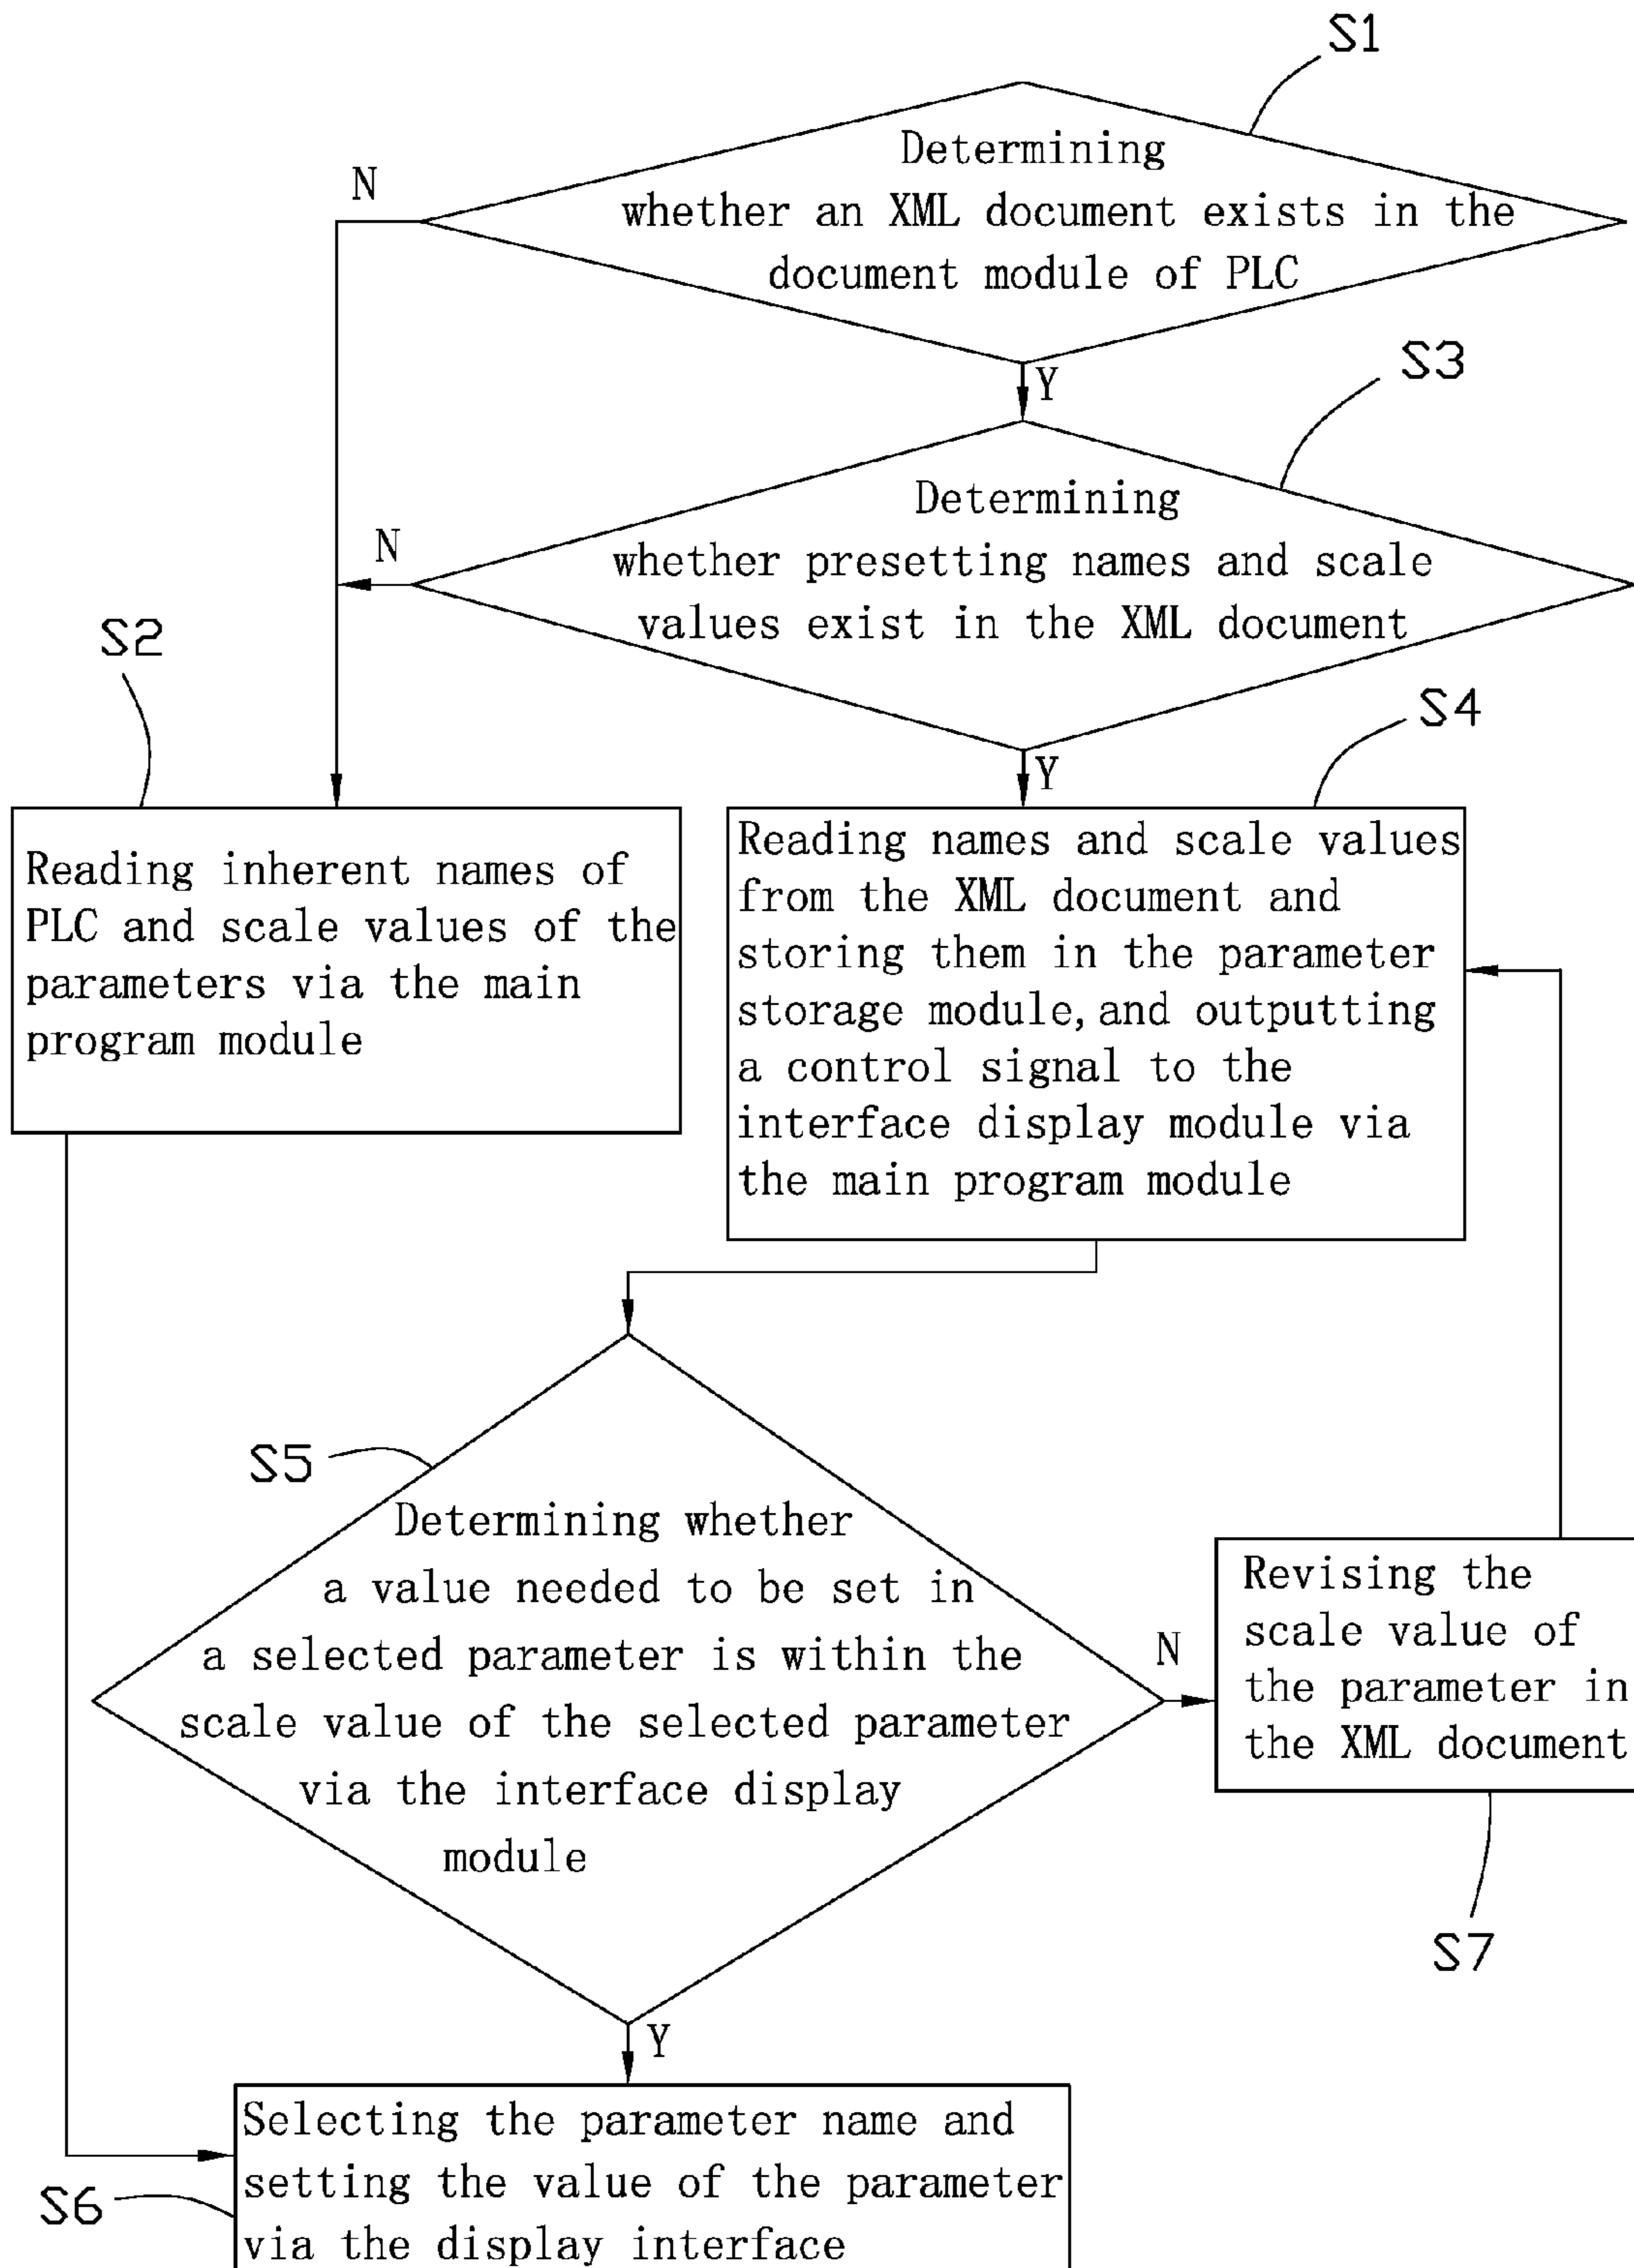 S1
Determining
whether an XML document exists in the
document module of PLC
N
Y
S3
Determining
whether presetting names and scale
values exist in the XML document
N
Y
S2
Reading inherent names of
PLC and scale values of the
parameters via the main
program module
S4
Reading names and scale values
from the XML document and
storing them in the parameter
storage module, and outputting
a control signal to the
interface display module via
the main program module
S5
Determining whether
a value needed to be set in
a selected parameter is within the
scale value of the selected parameter
via the interface display
module
N
Y
Revising the
scale value of
the parameter in
the XML document
S7
Selecting the parameter name and
setting the value of the parameter
via the display interface
S6